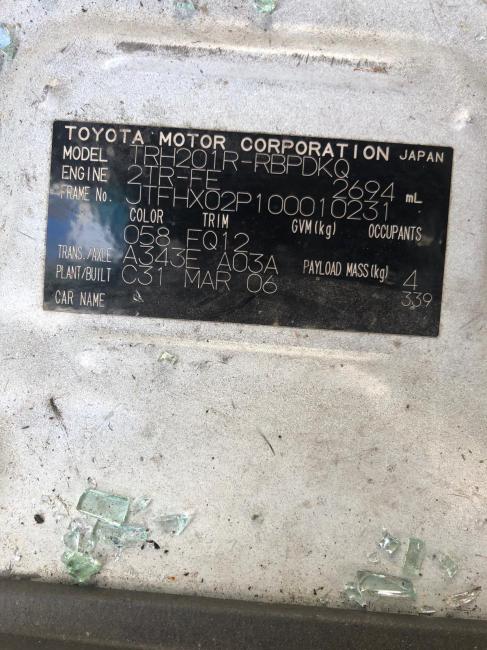 TOYOTA MOTOR CORPORATION JAPAN
MODEL TRH201R-RBPDKQ
ENGINE 2TR-FE 2694 mL
FRAME No. JTFHX02P100010231
COLOR TRIM GVM(kg) OCCUPANTS
058 FQ12
TRANS./AXLE A343E A03A PAYLOAD MASS(kg) 4
PLANT/BUILT C31 MAR 06 339
CAR NAME